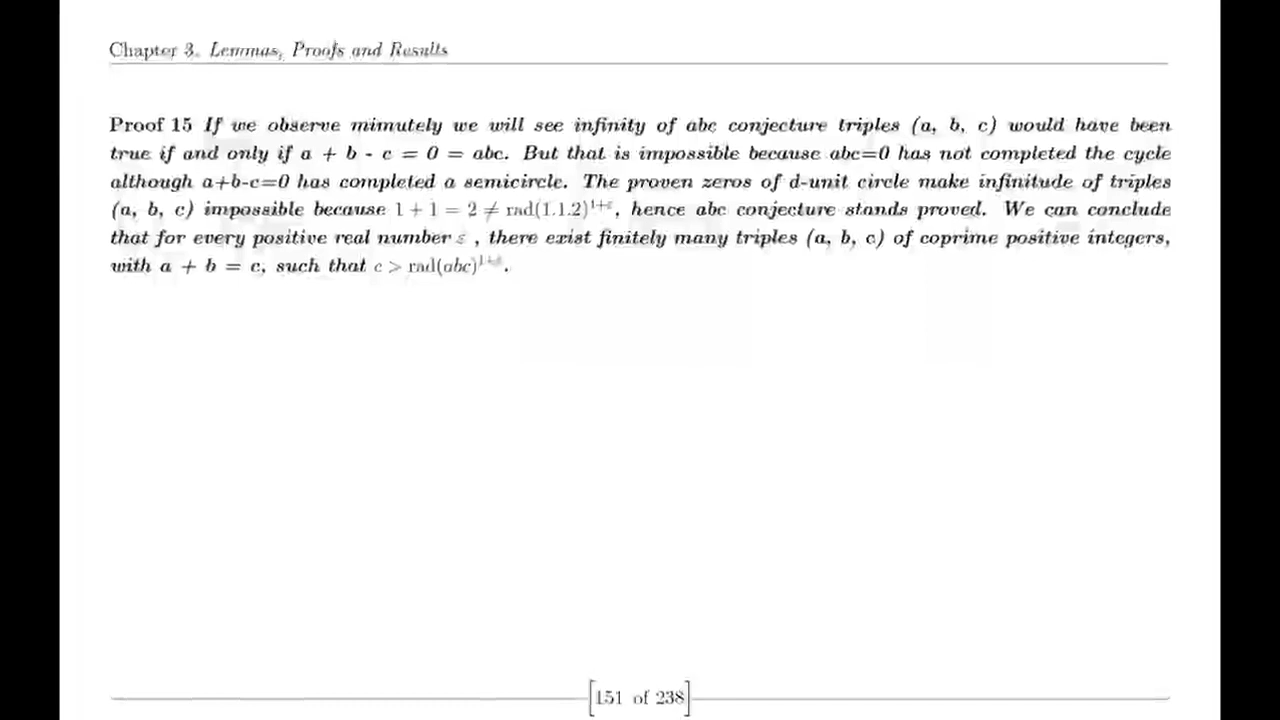 Chapter 3. Lemmas, Proofs and Results
Proof 15 If we observe mimutely we will see infinity of abc conjecture triples (a, b, c) would have been
true if and only if a + b - c = 0 = abc. But that is impossible because abc=0 has not completed the cycle
although a+b-c=0 has completed a semicircle. The proven zeros of d-unit circle make infinitude of triples
(a, b, c) impossible because 1 + 1 = 2 ≠ rad(1.1.2)^{1+ε}, hence abc conjecture stands proved. We can conclude
that for every positive real number ε , there exist finitely many triples (a, b, c) of coprime positive integers,
with a + b = c, such that c > rad(abc)^{1+ε}.
[151 of 238]